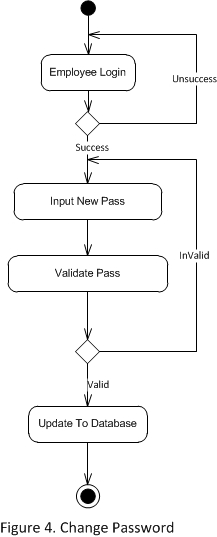 Employee Login
Unsuccess
Success
Input New Pass
InValid
Validate Pass
Valid
Update To Database
Figure 4. Change Password